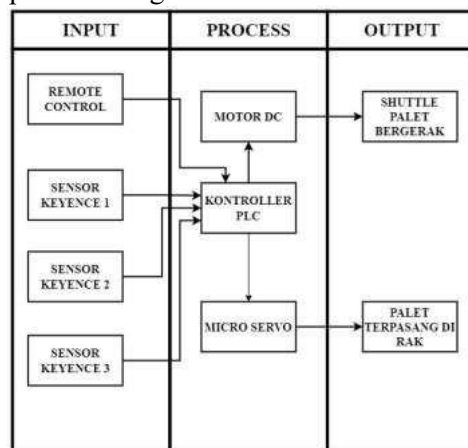 INPUT
PROCESS
OUTPUT
REMOTE
CONTROL
SENSOR
KEYENCE 1
SENSOR
KEYENCE 2
SENSOR
KEYENCE 3
MOTOR DC
KONTROLLER
PLC
MICRO SERVO
SHUTTLE
PALET
BERGERAK
PALET
TERPASANG DI
RAK